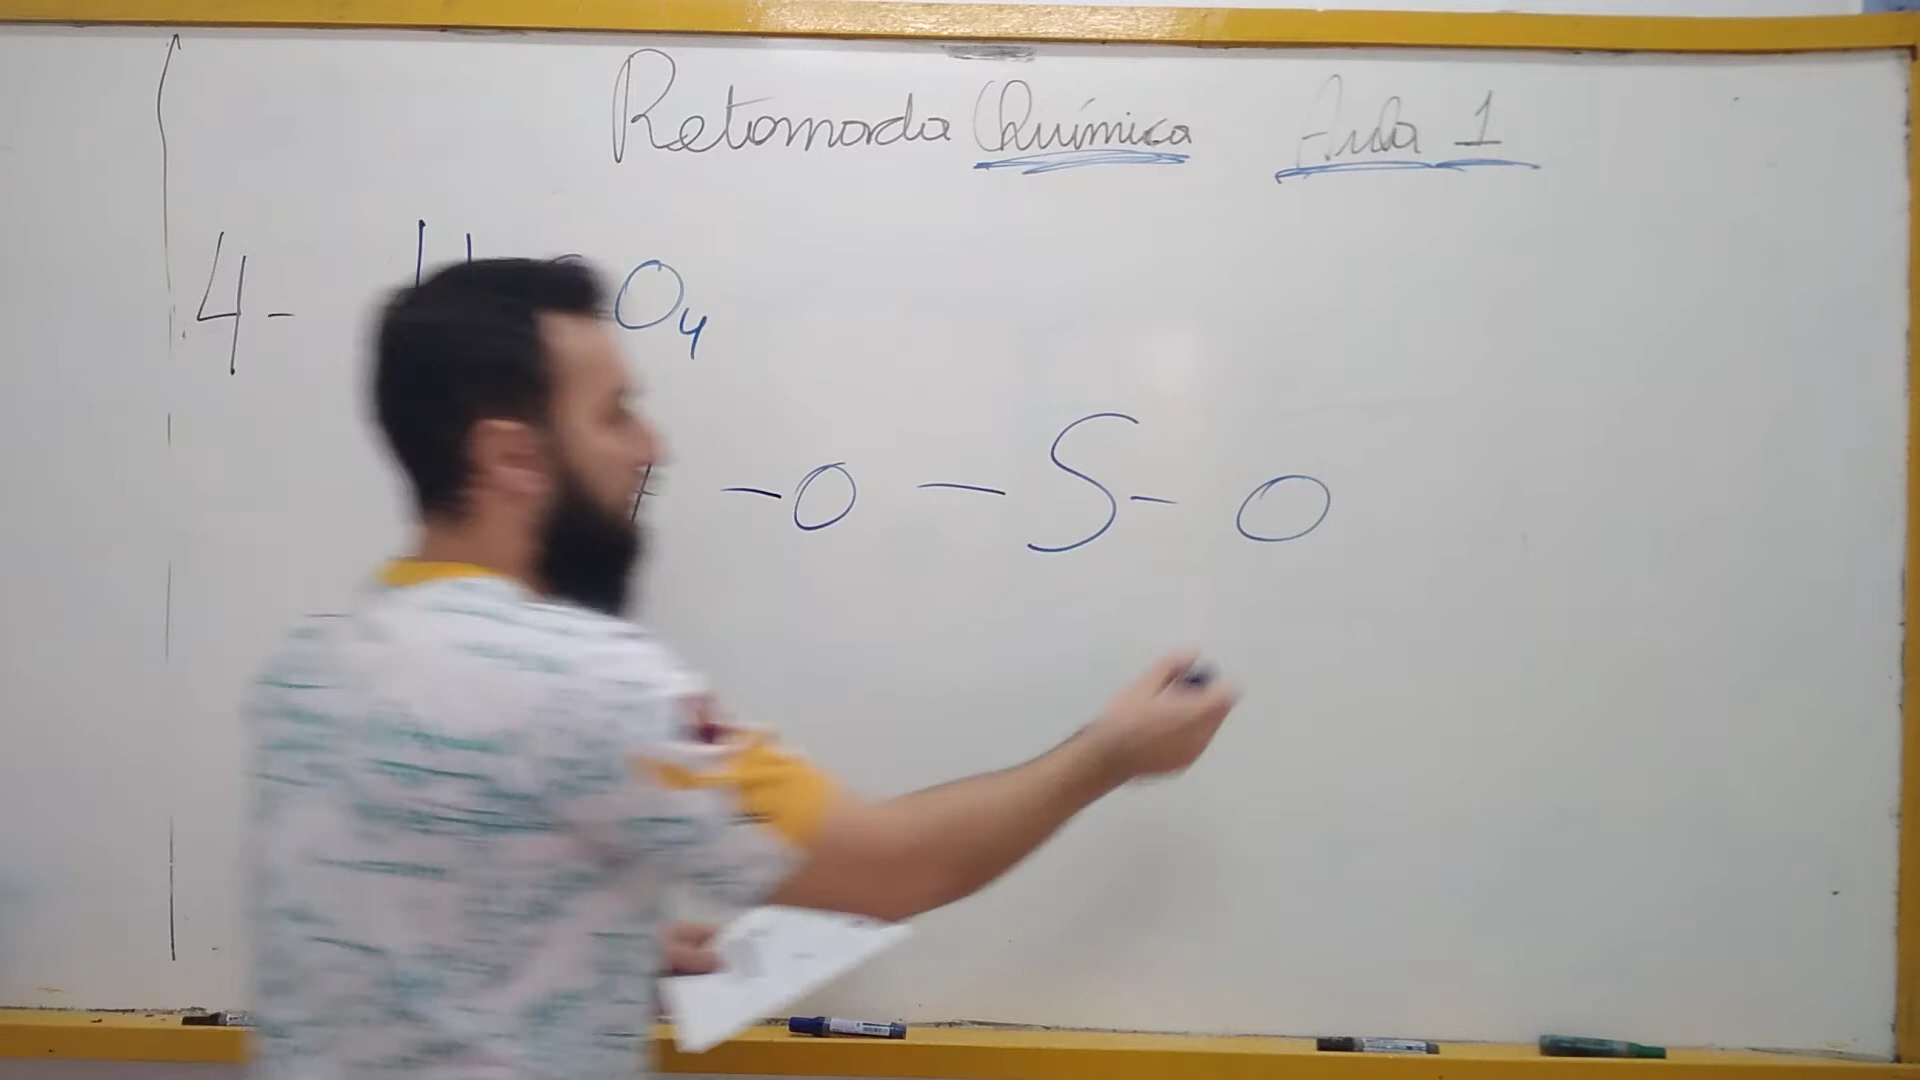 Retomada Química Aula 1
4- H O₄
-O-S-O